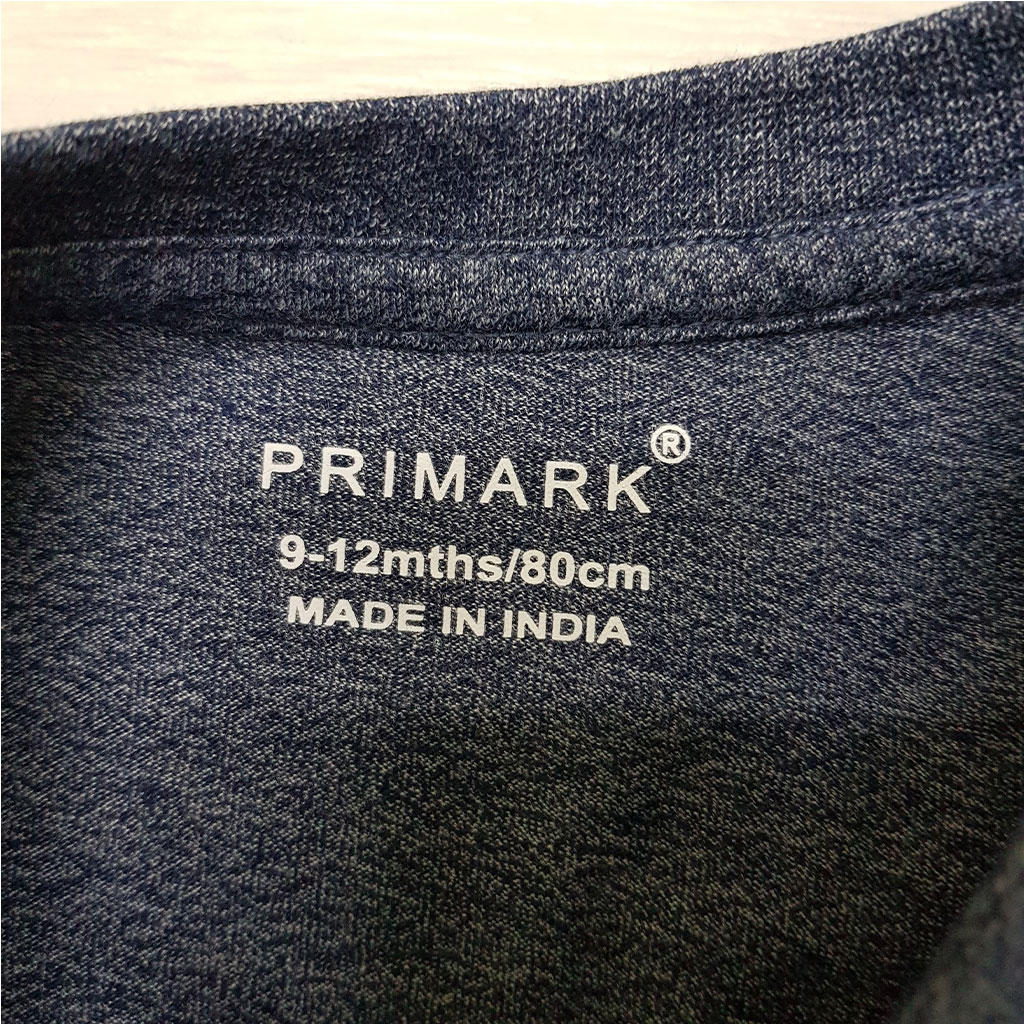 PRIMARK®
9-12mths/80cm
MADE IN INDIA